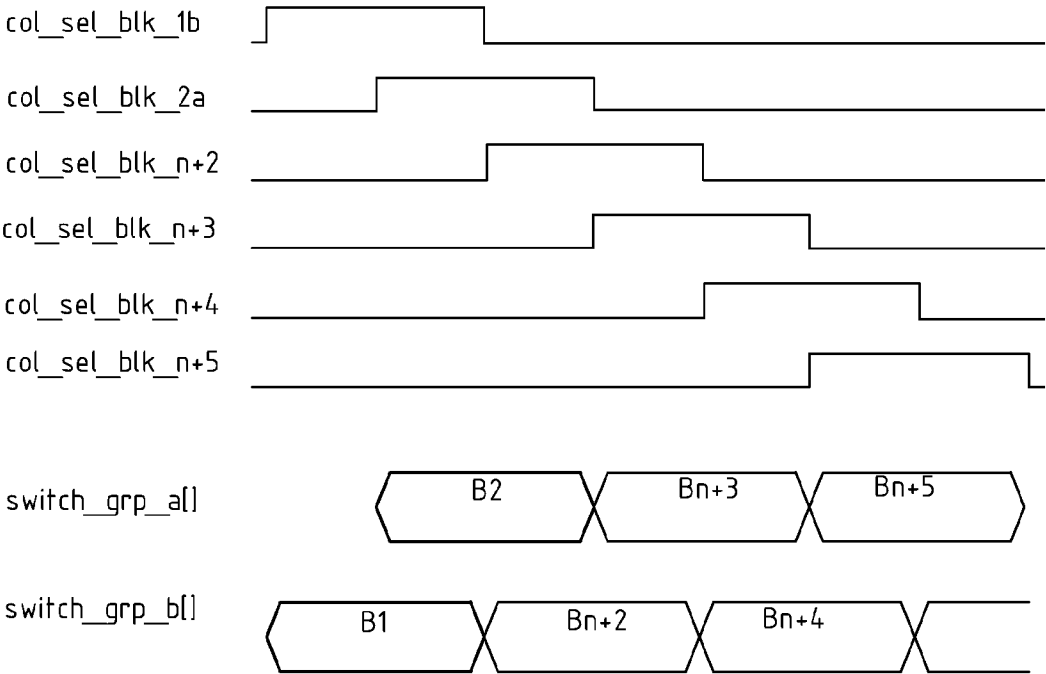 col_sel_blk_1b
col_sel_blk_2a
col_sel_blk_n+2
col_sel_blk_n+3
col_sel_blk_n+4
col_sel_blk_n+5
switch_grp_a[] B2 Bn+3 Bn+5
switch_grp_b[] B1 Bn+2 Bn+4